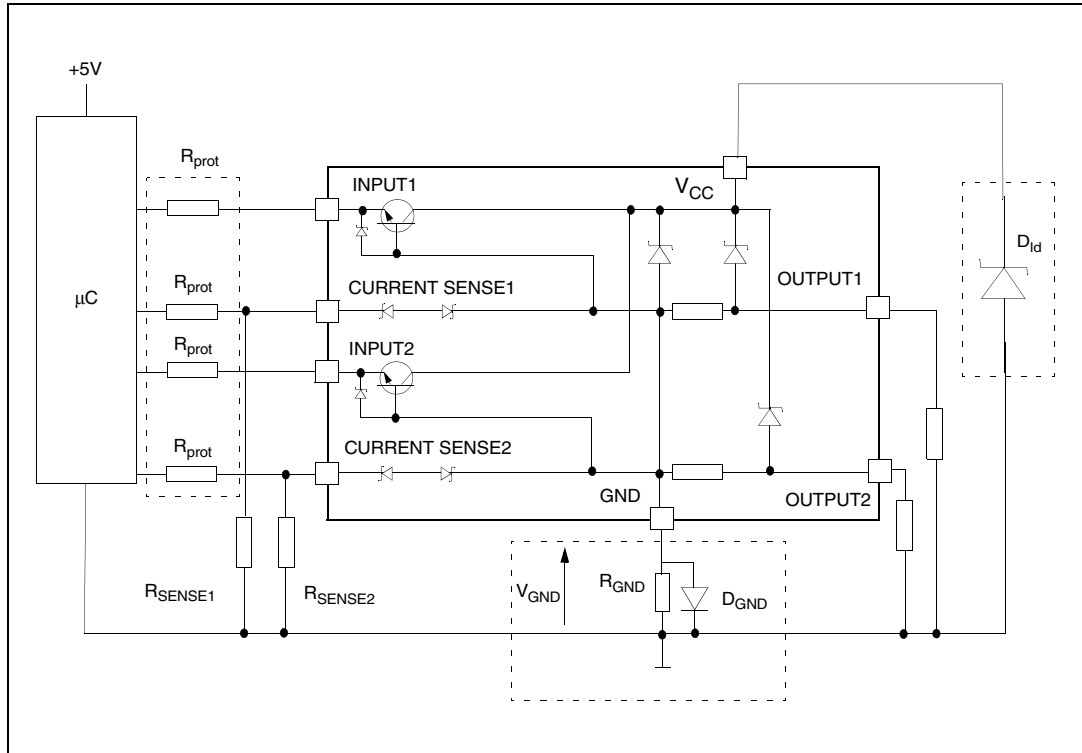 +5V
μC
Rprot
Rprot
Rprot
Rprot
INPUT1
CURRENT SENSE1
INPUT2
CURRENT SENSE2
VCC
OUTPUT1
OUTPUT2
GND
Dld
RSENSE1
RSENSE2
VGND
RGND
DGND